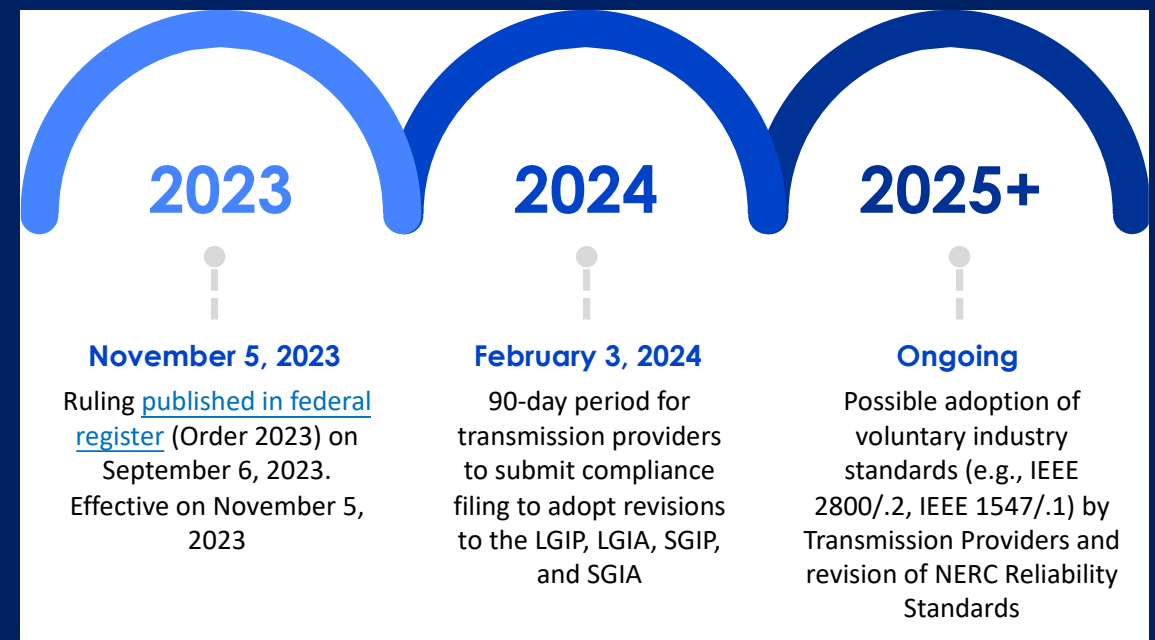 2023
2024
2025+
November 5, 2023
Ruling published in federal
register (Order 2023) on
September 6, 2023.
Effective on November 5,
2023
February 3, 2024
90-day period for
transmission providers
to submit compliance
filing to adopt revisions
to the LGIP, LGIA, SGIP,
and SGIA
Ongoing
Possible adoption of
voluntary industry
standards (e.g., IEEE
2800/.2, IEEE 1547/.1) by
Transmission Providers and
revision of NERC Reliability
Standards